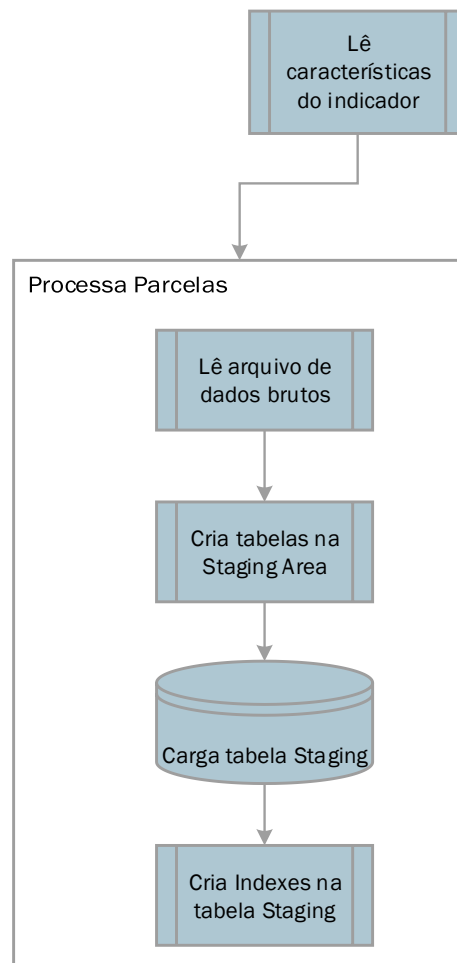 Lê
características
do indicador
Processa Parcelas
Lê arquivo de
dados brutos
Cria tabelas na
Staging Area
Carga tabela Staging
Cria Indexes na
tabela Staging